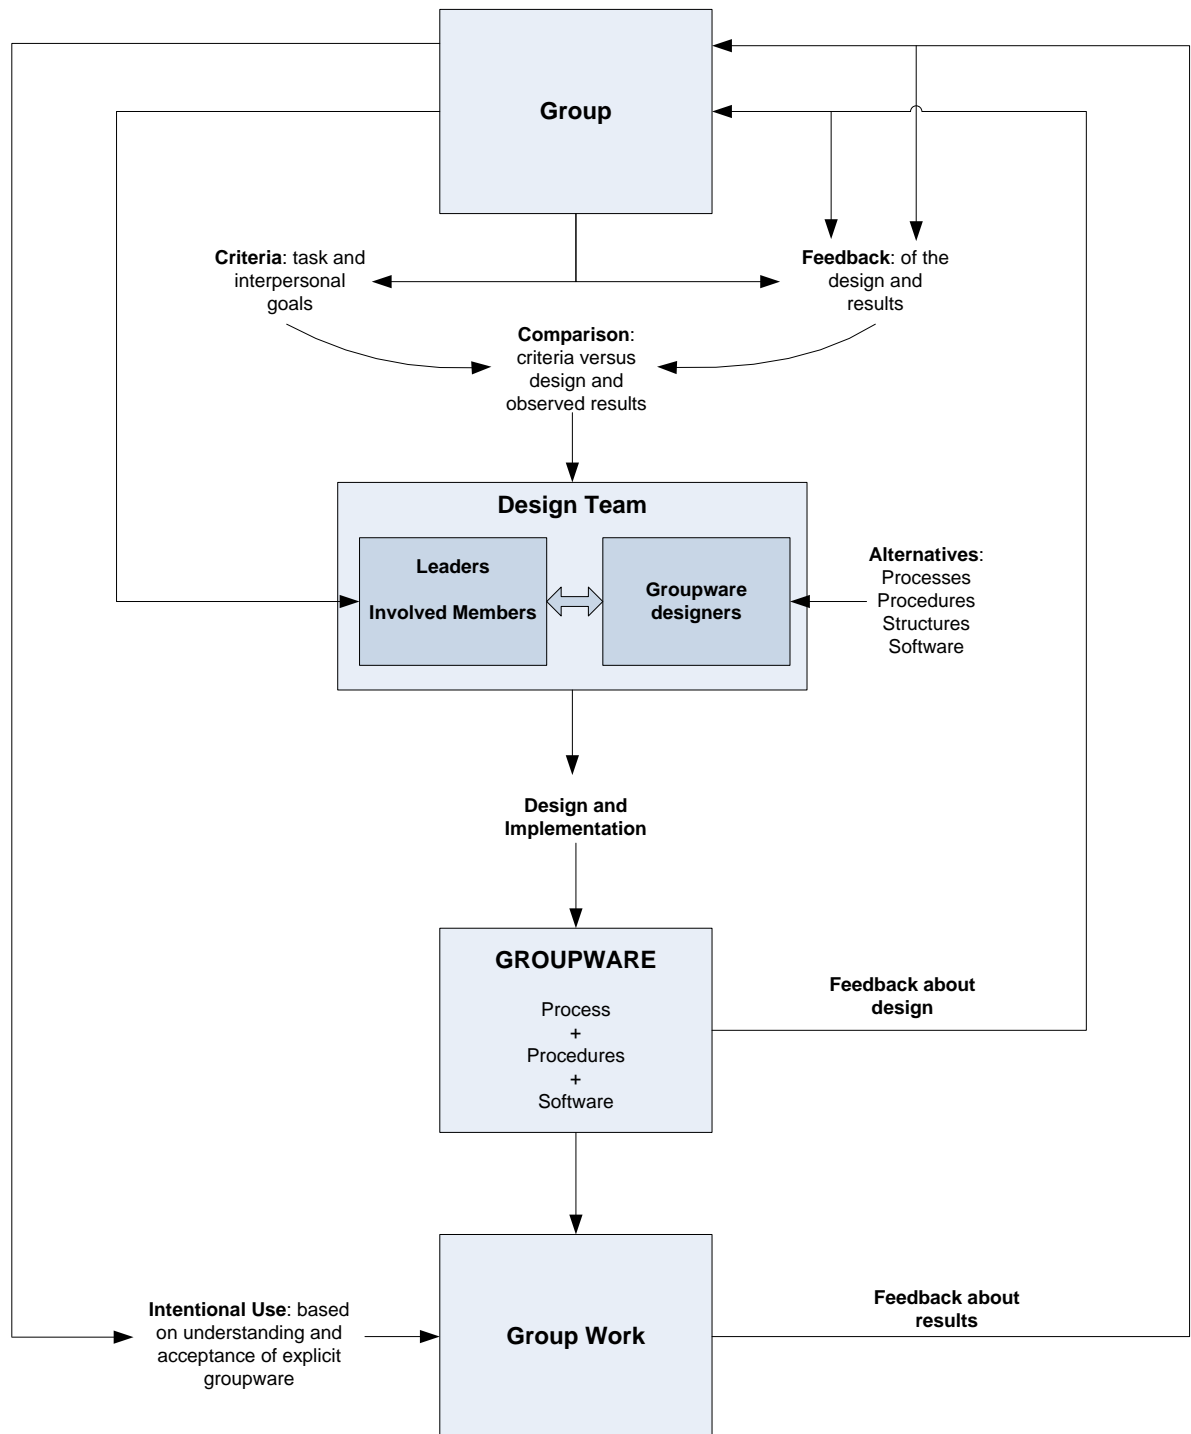 Group
Criteria: task and
interpersonal
goals
Feedback: of the
design and
results
Comparison:
criteria versus
design and
observed results
Design Team
Leaders
Involved Members
Groupware
designers
Alternatives:
Processes
Procedures
Structures
Software
Design and
Implementation
GROUPWARE
Process
+
Procedures
+
Software
Feedback about
design
Intentional Use: based
on understanding and
acceptance of explicit
groupware
Group Work
Feedback about
results